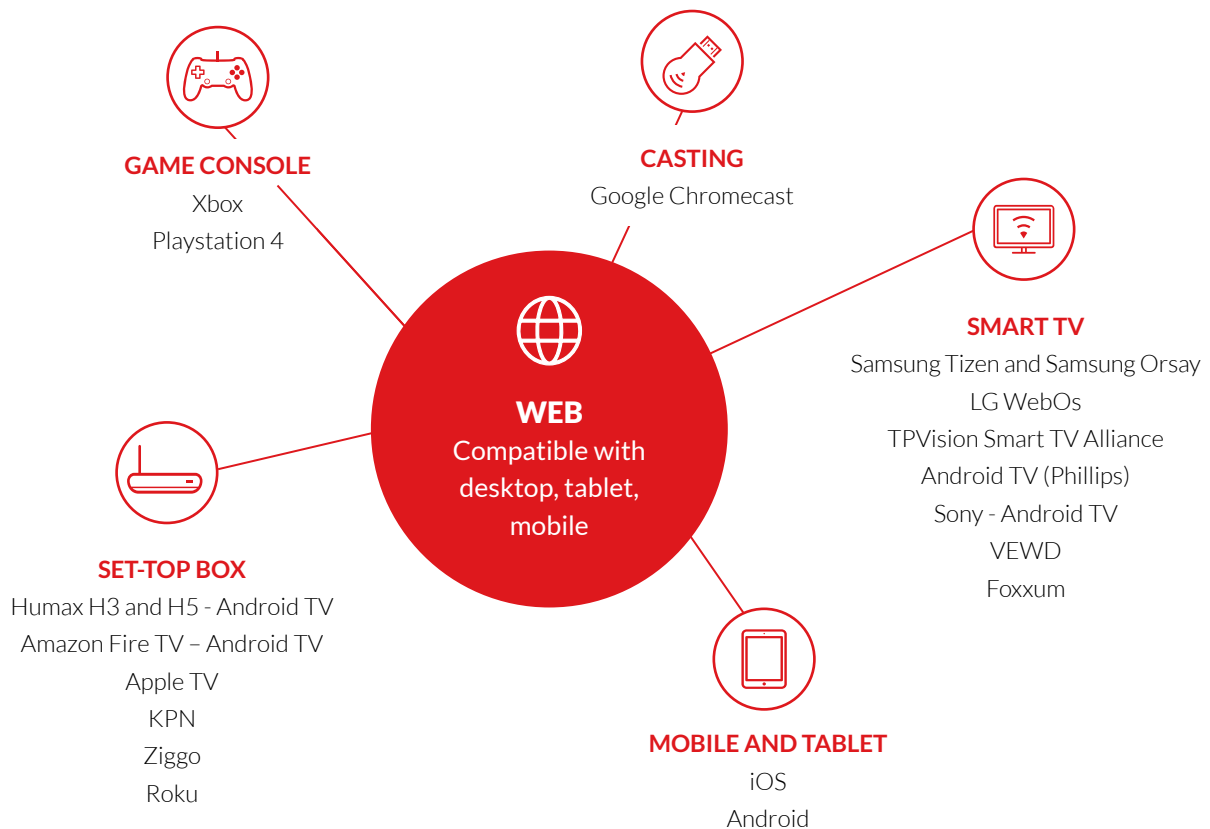 GAME CONSOLE
Xbox
Playstation 4
CASTING
Google Chromecast
SMART TV
Samsung Tizen and Samsung Orsay
LG WebOs
TPVision Smart TV Alliance
Android TV (Phillips)
Sony - Android TV
VEWD
Foxxum
WEB
Compatible with
desktop, tablet,
mobile
SET-TOP BOX
Humax H3 and H5 - Android TV
Amazon Fire TV – Android TV
Apple TV
KPN
Ziggo
Roku
MOBILE AND TABLET
iOS
Android